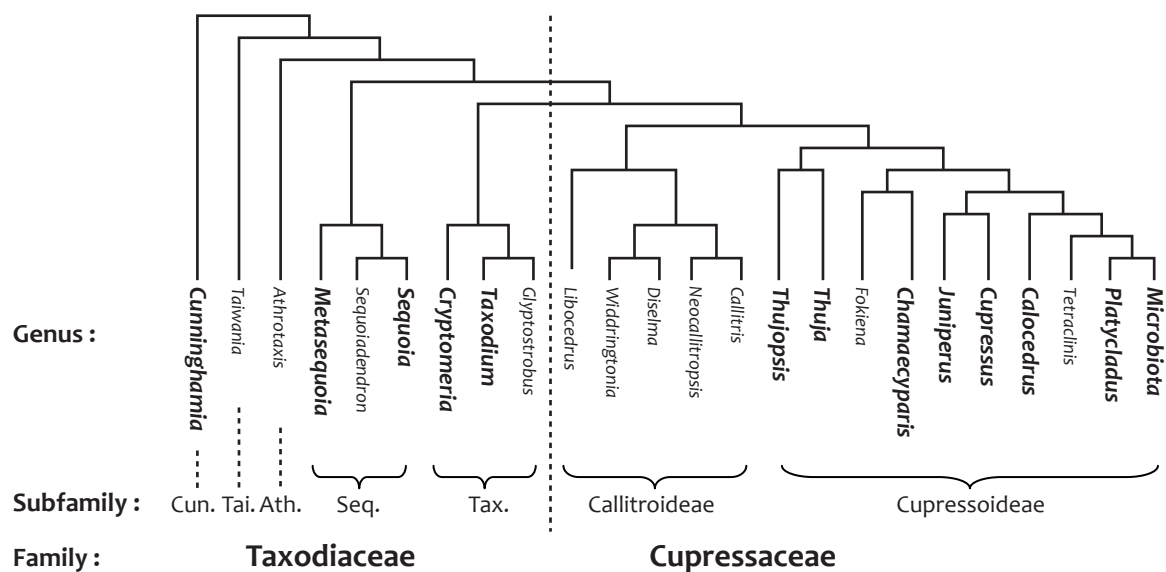 Genus :
Cunninghamia
Taiwania
Athrotaxis
Metasequoia
Sequoiadendron
Sequoia
Cryptomeria
Taxodium
Glyptostrobus
Libocedrus
Widdringtonia
Diselma
Neocallitropsis
Callitris
Thujopsis
Thuja
Fokiena
Chamaecyparis
Juniperus
Cupressus
Calocedrus
Tetraclinis
Platycladus
Microbiota
Subfamily : Cun. Tai. Ath. Seq. Tax. Callitroideae Cupressoideae
Family : Taxodiaceae Cupressaceae